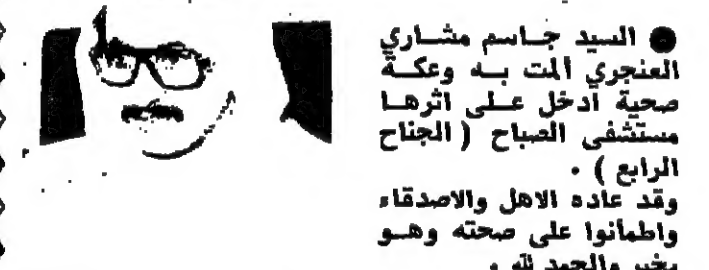 ● السيد جاسم مشاري
العنجري المت به وعكة
صحية أدخل على اثرها
مستشفى الصباح ( الجناح
الرابع ) .
وقد عاده الاهل والاصدقاء
واطمأنوا على صحته وهو
بخير والحمد لله .